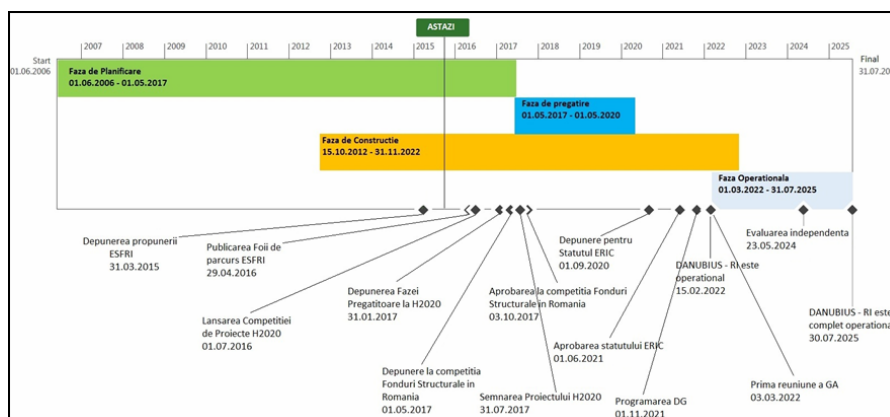 ASTAZI
2007 2008 2009 2010 2011 2012 2013 2014 2015 2016 2017 2018 2019 2020 2021 2022 2023 2024 2025
Start
01.06.2006
Final
31.07.20
Faza de Planificare
01.06.2006 - 01.05.2017
Faza de pregatire
01.05.2017 - 01.05.2020
Faza de Constructie
15.10.2012 - 31.11.2022
Faza Operationala
01.03.2022 - 31.07.2025
Depunerea propunerii
ESFRI
31.03.2015
Publicarea Foii de
parcurs ESFRI
29.04.2016
Lansarea Competitiei
de Proiecte H2020
01.07.2016
Depunerea Fazei
Pregatitoare la H2020
31.01.2017
Depunere la competitia
Fonduri Structurale in
Romania
01.05.2017
Semnarea Proiectului H2020
31.07.2017
Aprobarea la competitia Fonduri
Structurale in Romania
03.10.2017
Depunere pentru
Statutul ERIC
01.09.2020
Aprobarea statutului ERIC
01.06.2021
Programarea DG
01.11.2021
DANUBIUS - RI este
operational
15.02.2022
Prima reuniune a GA
03.03.2022
Evaluarea independenta
23.05.2024
DANUBIUS - RI este
complet operational
30.07.2025